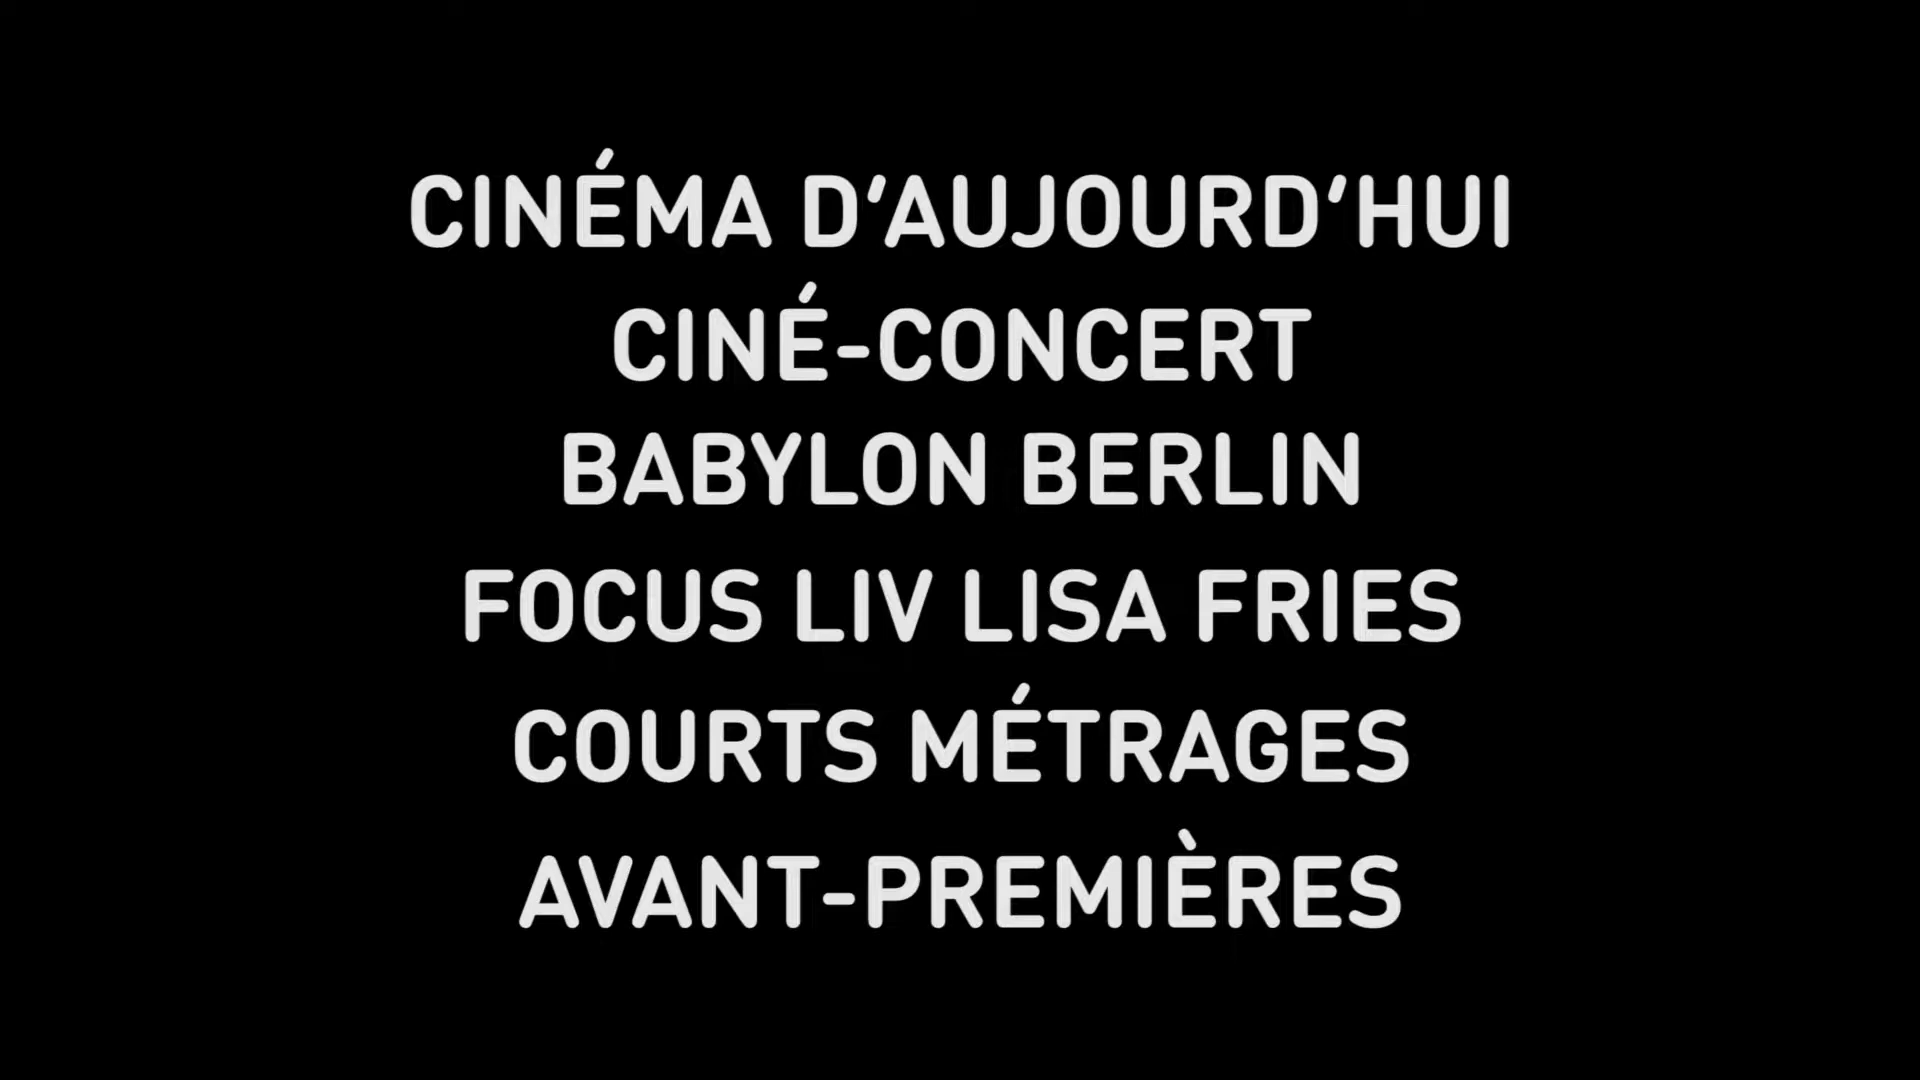 CINÉMA D'AUJOURD'HUI
CINÉ-CONCERT
BABYLON BERLIN
FOCUS LIV LISA FRIES
COURTS MÉTRAGES
AVANT-PREMIÈRES